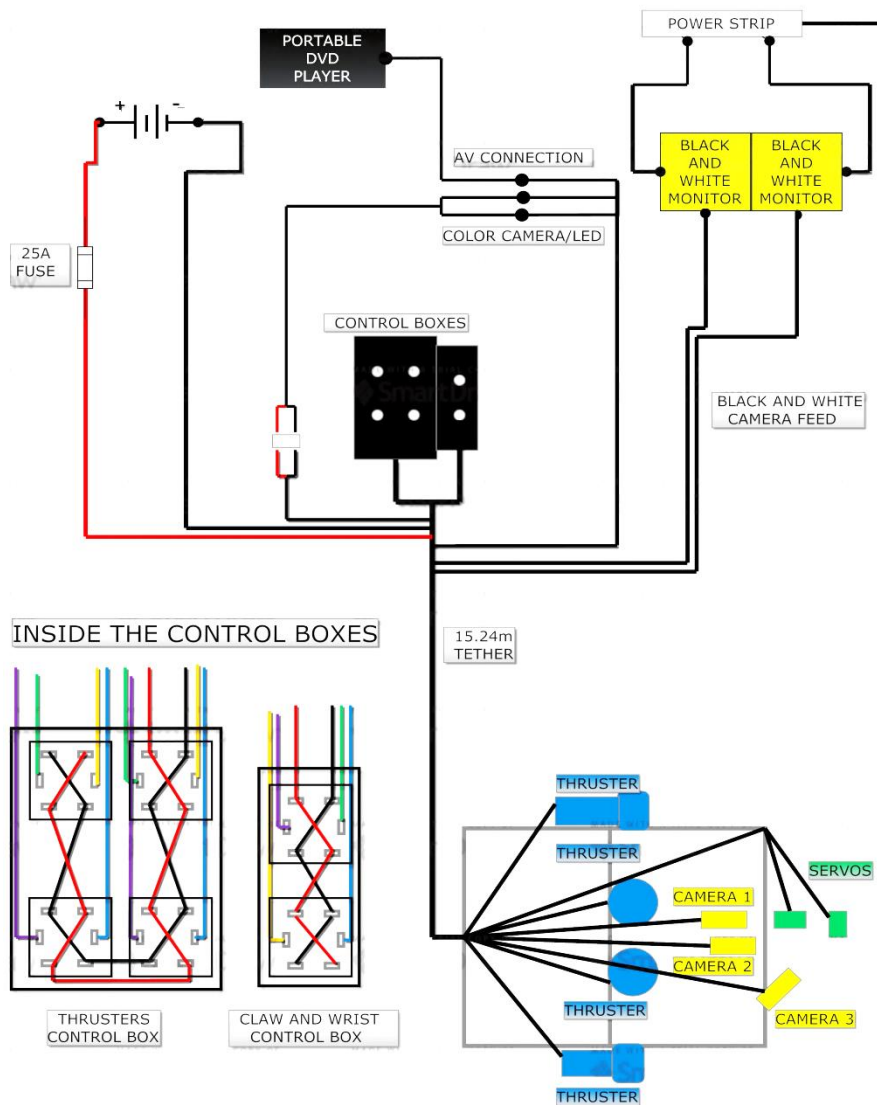 POWER STRIP
PORTABLE
DVD
PLAYER
+
-
BLACK
AND
WHITE
MONITOR
BLACK
AND
WHITE
MONITOR
AV CONNECTION
COLOR CAMERA/LED
25A
FUSE
CONTROL BOXES
SmartDr
BLACK AND WHITE
CAMERA FEED
INSIDE THE CONTROL BOXES
15.24m
TETHER
THRUSTER
THRUSTER
CAMERA 1
SERVOS
CAMERA 2
THRUSTER
CAMERA 3
THRUSTER
THRUSTERS
CONTROL BOX
CLAW AND WRIST
CONTROL BOX